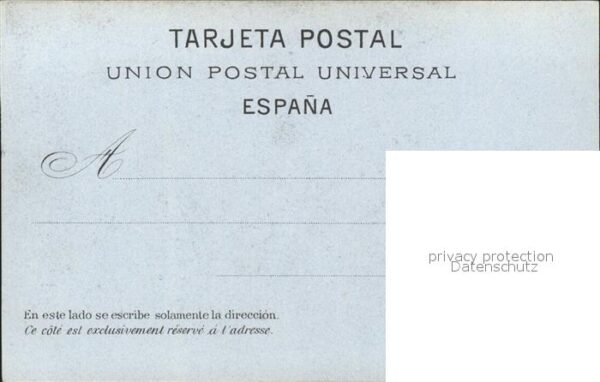 TARJETA POSTAL
UNION POSTAL UNIVERSAL
ESPAÑA
A
privacy protection
Datenschutz
En este lado se escribe solamente la dirección.
Ce côté est exclusivement réservé á l'adresse.